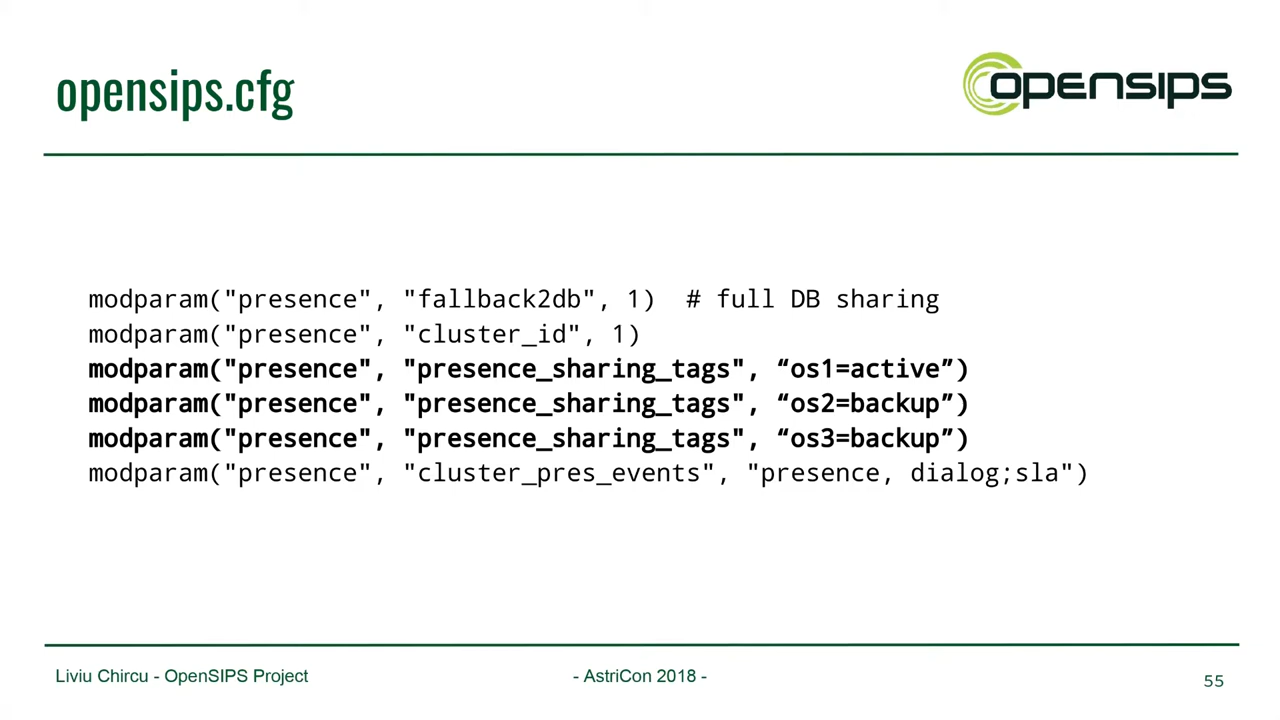 opensips.cfg
opensips
modparam("presence", "fallback2db", 1)  # full DB sharing
modparam("presence", "cluster_id", 1)
modparam("presence", "presence_sharing_tags", “os1=active”)
modparam("presence", "presence_sharing_tags", “os2=backup”)
modparam("presence", "presence_sharing_tags", “os3=backup”)
modparam("presence", "cluster_pres_events", "presence, dialog;sla")
Liviu Chircu - OpenSIPS Project
- AstriCon 2018 -
55